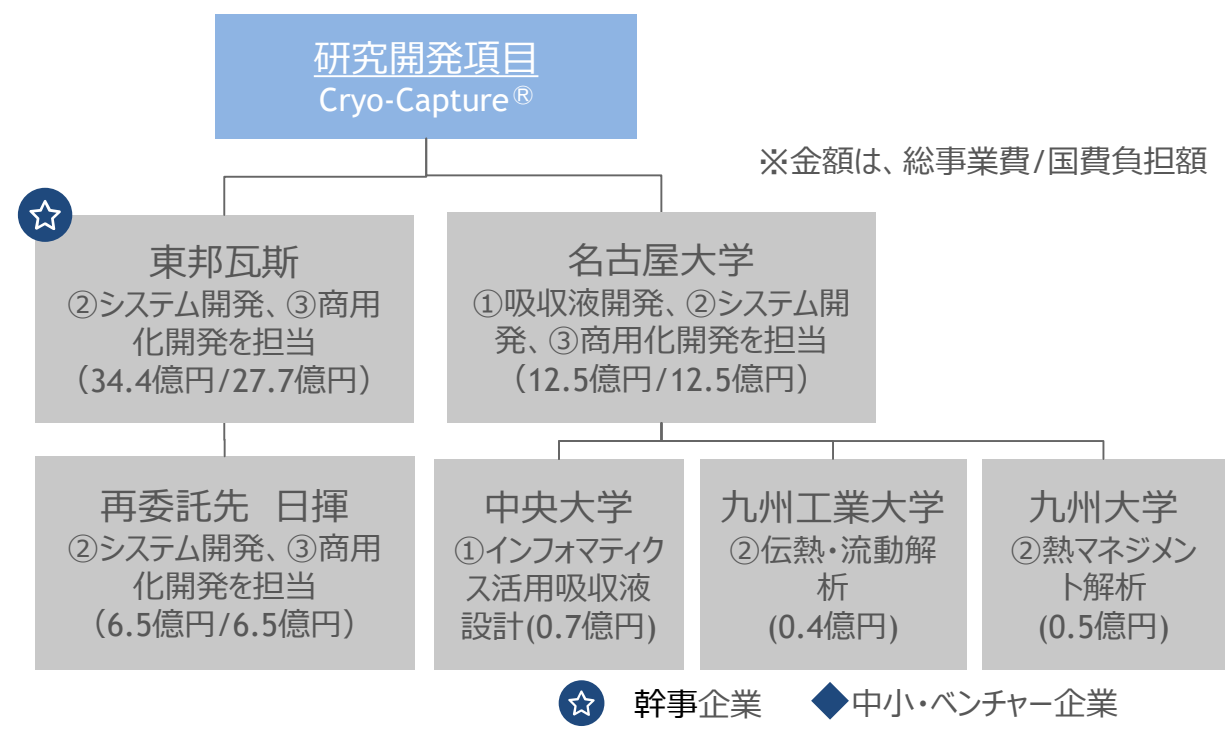 研究開発項目
Cryo-Capture®
※金額は、総事業費/国費負担額
東邦瓦斯
②システム開発、③商用
化開発を担当
（34.4億円/27.7億円）
名古屋大学
①吸収液開発、②システム開
発、③商用化開発を担当
（12.5億円/12.5億円）
再委託先　日揮
②システム開発、③商用
化開発を担当
（6.5億円/6.5億円）
中央大学
①インフォマティク
ス活用吸収液
設計(0.7億円)
九州工業大学
②伝熱・流動解
析
(0.4億円)
九州大学
②熱マネジメン
ト解析
(0.5億円)
幹事企業
中小・ベンチャー企業